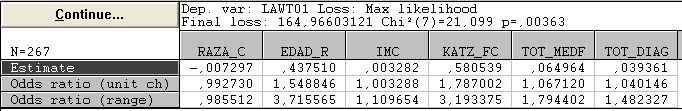 Continue...
Dep. var: LAWT01 Loss: Max likelihood
Final loss: 164,96603121 Chi²(7)=21,099 p=,00363
N=267 RAZA_C EDAD_R IMC KATZ_FC TOT_MEDF TOT_DIAG
Estimate -,007297 ,437510 ,003282 ,580539 ,064964 ,039361
Odds ratio (unit ch) ,992730 1,548846 1,003288 1,787002 1,067120 1,040146
Odds ratio (range) ,985512 3,715565 1,109654 3,193375 1,794402 1,482327